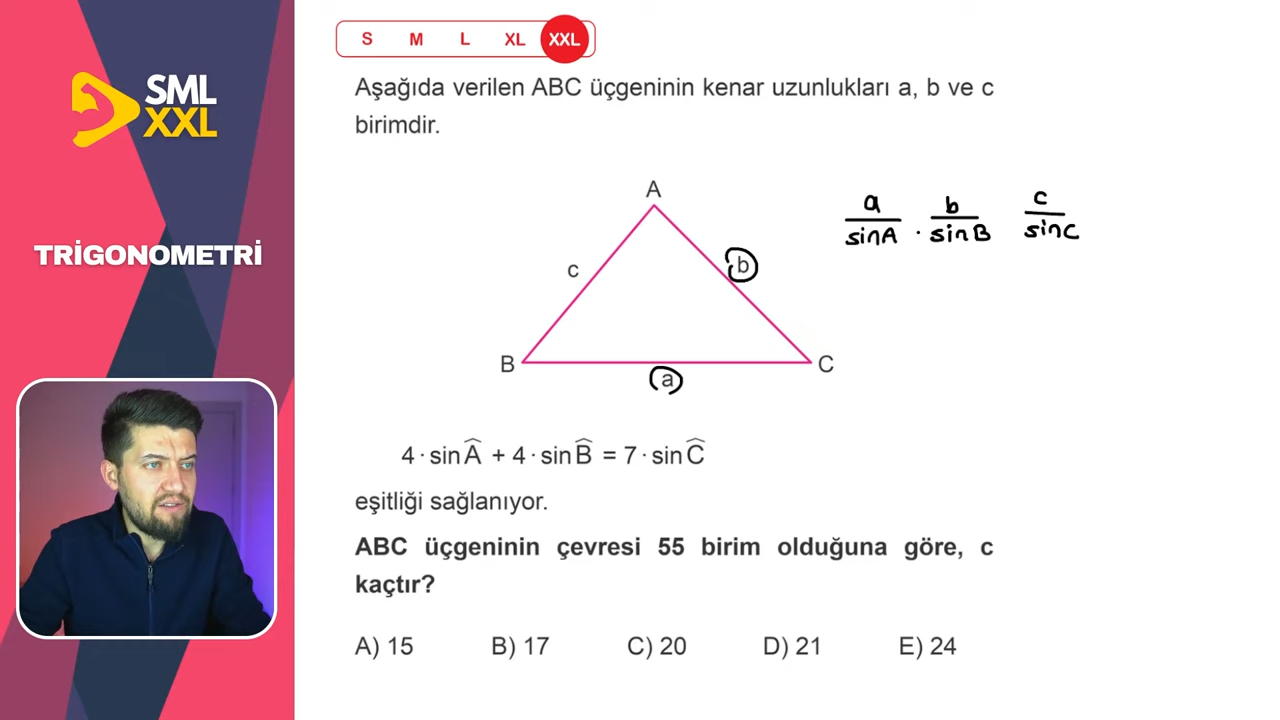 S M L XL XXL
SML
XXL
TRİGONOMETRİ
Aşağıda verilen ABC üçgeninin kenar uzunlukları a, b ve c
birimdir.
A
c
b
B
C
a
a/sinA · b/sinB c/sinC
4·sinÂ + 4·sinB̂ = 7·sinĈ
eşitliği sağlanıyor.
ABC üçgeninin çevresi 55 birim olduğuna göre, c
kaçtır?
A) 15 B) 17 C) 20 D) 21 E) 24